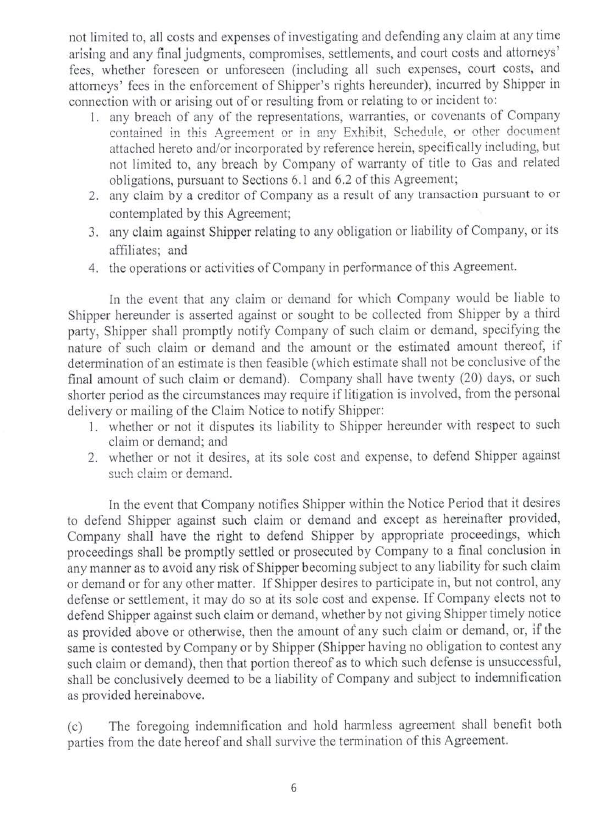 not limited to, all costs and expenses of investigating and defending any claim at any time
arising and any final judgments, compromises, settlements, and court costs and attorneys'
fees, whether foreseen or unforeseen (including all such expenses, court costs, and
attorneys' fees in the enforcement of Shipper's rights hereunder), incurred by Shipper in
connection with or arising out of or resulting from or relating to or incident to:
1. any breach of any of the representations, warranties, or covenants of Company
contained in this Agreement or in any Exhibit, Schedule, or other document
attached hereto and/or incorporated by reference herein, specifically including, but
not limited to, any breach by Company of warranty of title to Gas and related
obligations, pursuant to Sections 6.1 and 6.2 of this Agreement;
2. any claim by a creditor of Company as a result of any transaction pursuant to or
contemplated by this Agreement;
3. any claim against Shipper relating to any obligation or liability of Company, or its
affiliates; and
4. the operations or activities of Company in performance of this Agreement.
In the event that any claim or demand for which Company would be liable to
Shipper hereunder is asserted against or sought to be collected from Shipper by a third
party, Shipper shall promptly notify Company of such claim or demand, specifying the
nature of such claim or demand and the amount or the estimated amount thereof, if
determination of an estimate is then feasible (which estimate shall not be conclusive of the
final amount of such claim or demand). Company shall have twenty (20) days, or such
shorter period as the circumstances may require if litigation is involved, from the personal
delivery or mailing of the Claim Notice to notify Shipper:
1. whether or not it disputes its liability to Shipper hereunder with respect to such
claim or demand; and
2. whether or not it desires, at its sole cost and expense, to defend Shipper against
such claim or demand.
In the event that Company notifies Shipper within the Notice Period that it desires
to defend Shipper against such claim or demand and except as hereinafter provided,
Company shall have the right to defend Shipper by appropriate proceedings, which
proceedings shall be promptly settled or prosecuted by Company to a final conclusion in
any manner as to avoid any risk of Shipper becoming subject to any liability for such claim
or demand or for any other matter. If Shipper desires to participate in, but not control, any
defense or settlement, it may do so at its sole cost and expense. If Company elects not to
defend Shipper against such claim or demand, whether by not giving Shipper timely notice
as provided above or otherwise, then the amount of any such claim or demand, or, if the
same is contested by Company or by Shipper (Shipper having no obligation to contest any
such claim or demand), then that portion thereof as to which such defense is unsuccessful,
shall be conclusively deemed to be a liability of Company and subject to indemnification
as provided hereinabove.
(c) The foregoing indemnification and hold harmless agreement shall benefit both
parties from the date hereof and shall survive the termination of this Agreement.
6